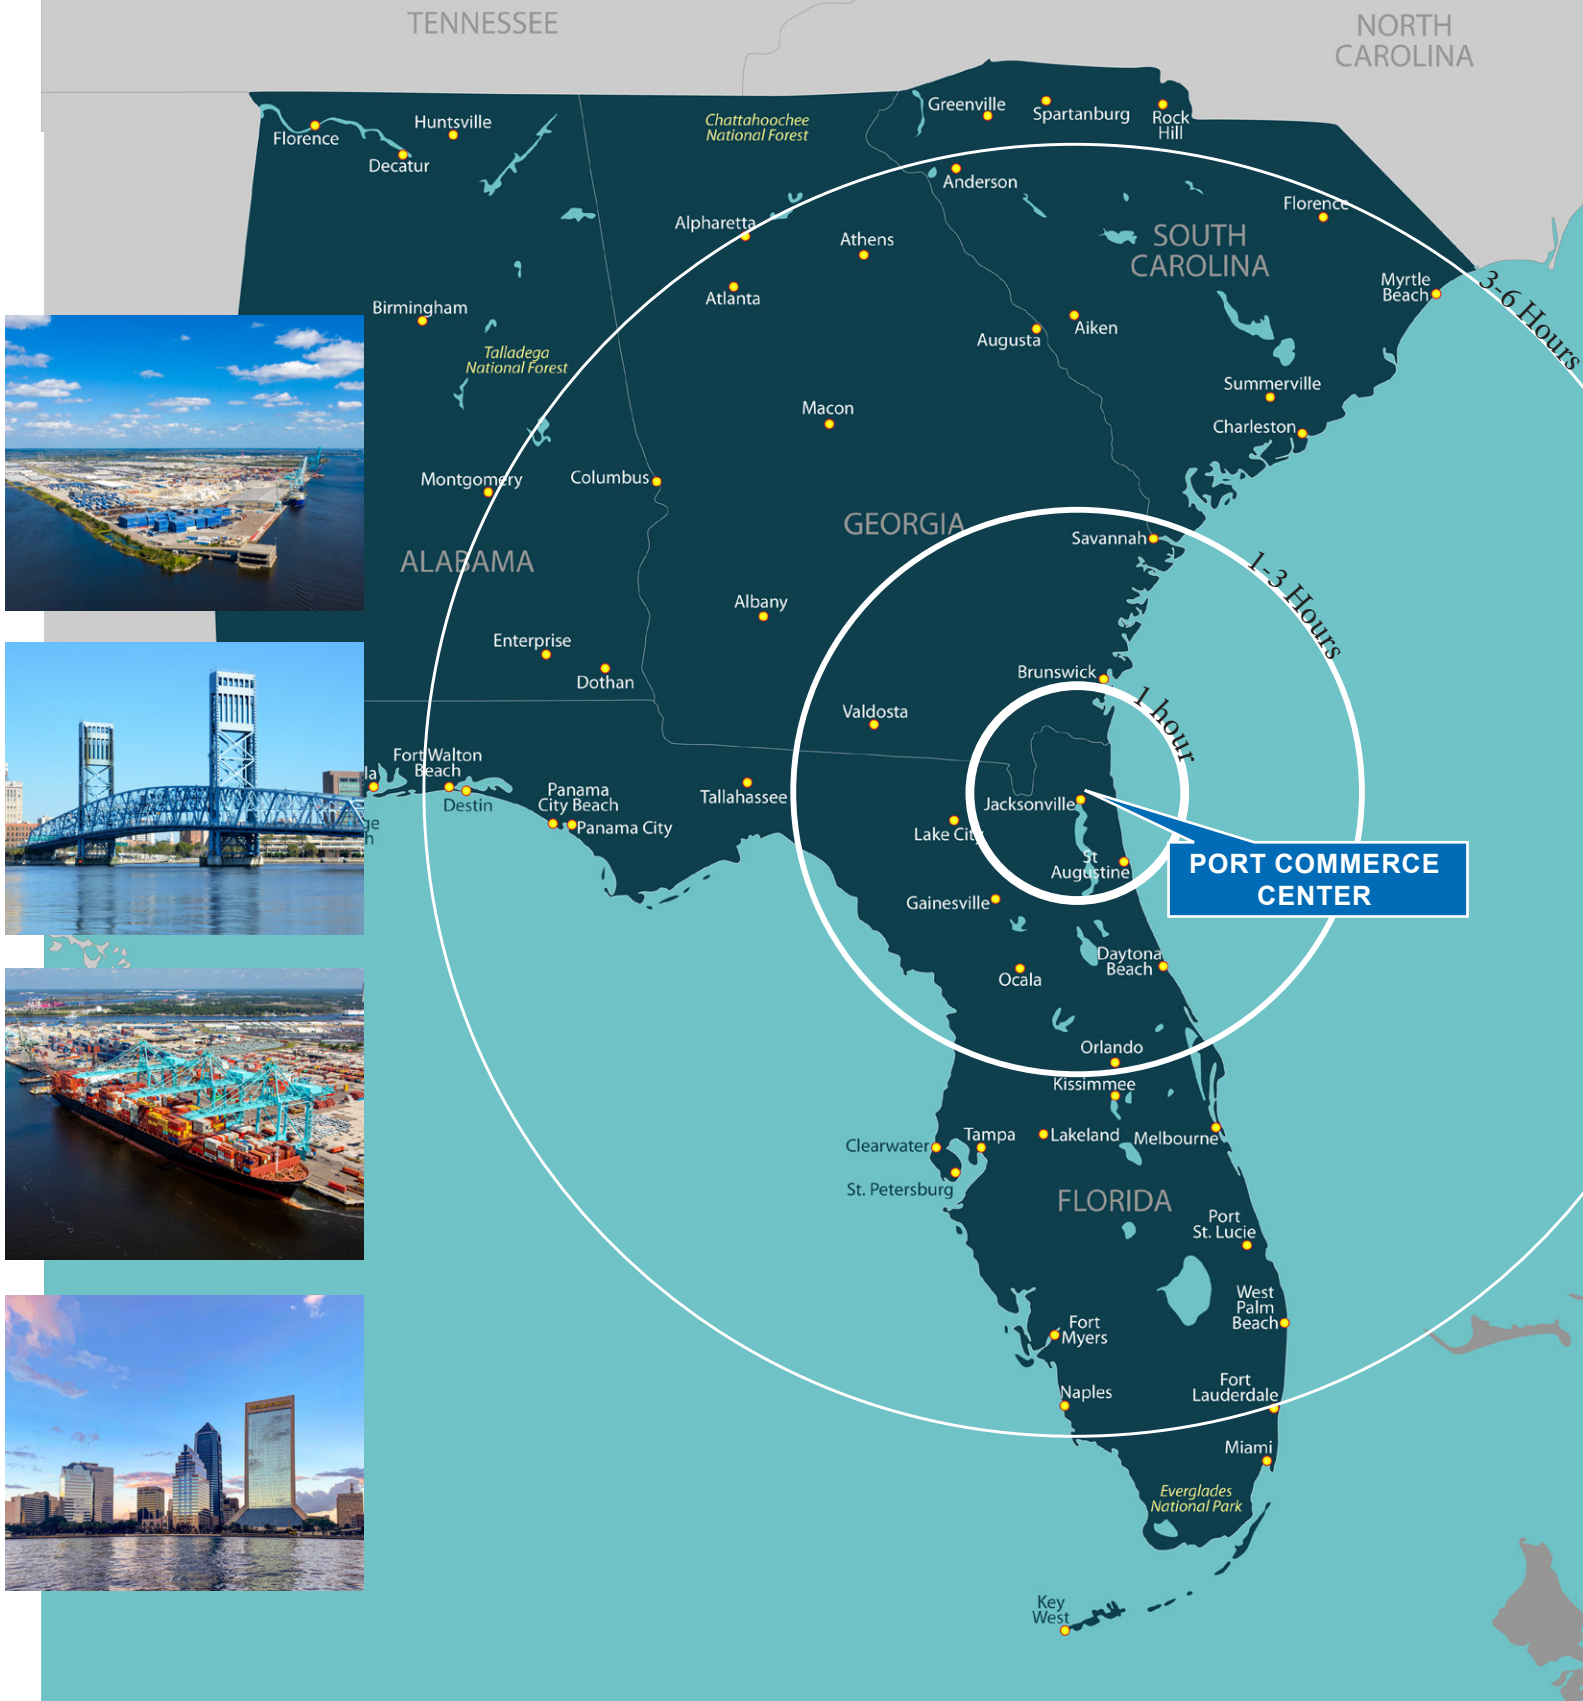 TENNESSEE
NORTH
CAROLINA
Greenville
Spartanburg
Rock
Hill
Chattahoochee
National Forest
Huntsville
Florence
Decatur
Anderson
Florence
Alpharetta
Athens
SOUTH
CAROLINA
Myrtle
Beach
3-6 Hours
Atlanta
Birmingham
Augusta
Aiken
Talladega
National Forest
Summerville
Macon
Charleston
Montgomery
Columbus
GEORGIA
Savannah
ALABAMA
1-3 Hours
Albany
Enterprise
Dothan
Brunswick
1 hour
Valdosta
Fort Walton
Beach
la
Destin
Panama
City Beach
Panama City
Tallahassee
Jacksonville
Lake City
ge
h
St
Augustine
PORT COMMERCE
CENTER
Gainesville
Daytona
Beach
Ocala
Orlando
Kissimmee
Clearwater
Tampa
Lakeland
Melbourne
St. Petersburg
FLORIDA
Port
St. Lucie
West
Palm
Beach
Fort
Myers
Naples
Fort
Lauderdale
Miami
Everglades
National Park
Key
West